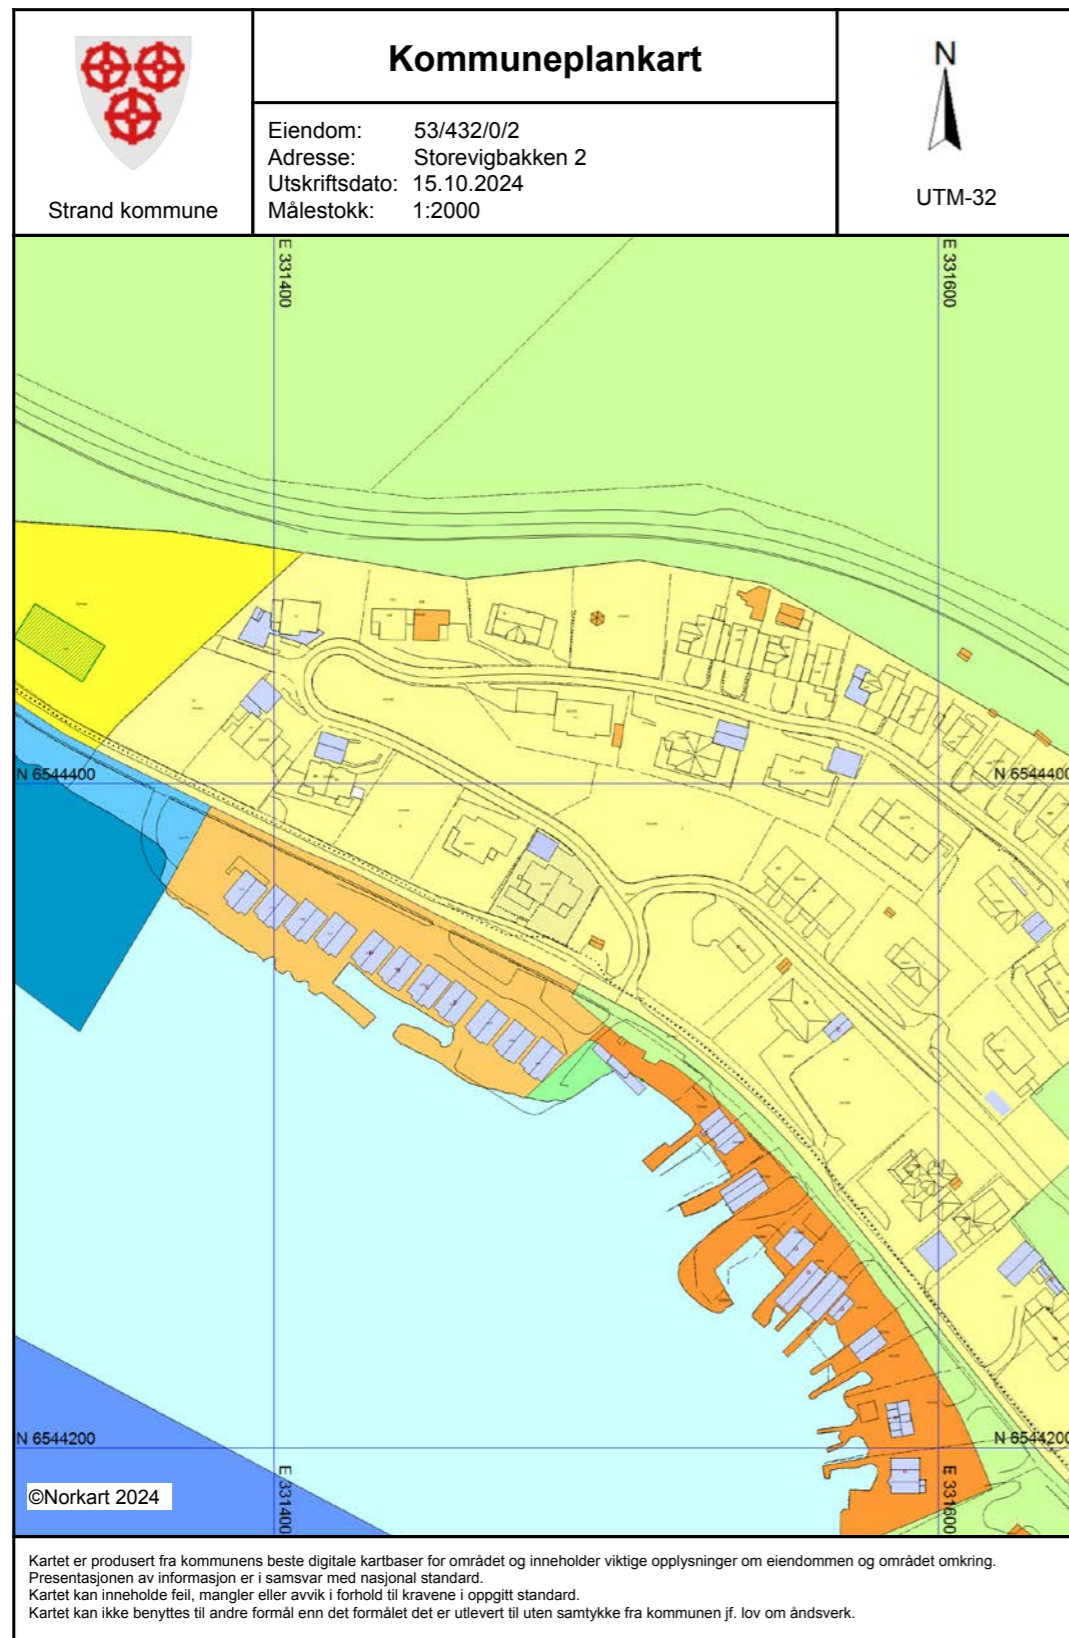 Strand kommune
Kommuneplankart
Eiendom: 53/432/0/2
Adresse: Storevigbakken 2
Utskriftsdato: 15.10.2024
Målestokk: 1:2000
N
UTM-32
E 331400
E 331600
N 6544400
N 6544400
N 6544200
N 6544200
E 331400
E 331600
©Norkart 2024
Kartet er produsert fra kommunens beste digitale kartbaser for området og inneholder viktige opplysninger om eiendommen og området omkring.
Presentasjonen av informasjon er i samsvar med nasjonal standard.
Kartet kan inneholde feil, mangler eller avvik i forhold til kravene i oppgitt standard.
Kartet kan ikke benyttes til andre formål enn det formålet det er utlevert til uten samtykke fra kommunen jf. lov om åndsverk.